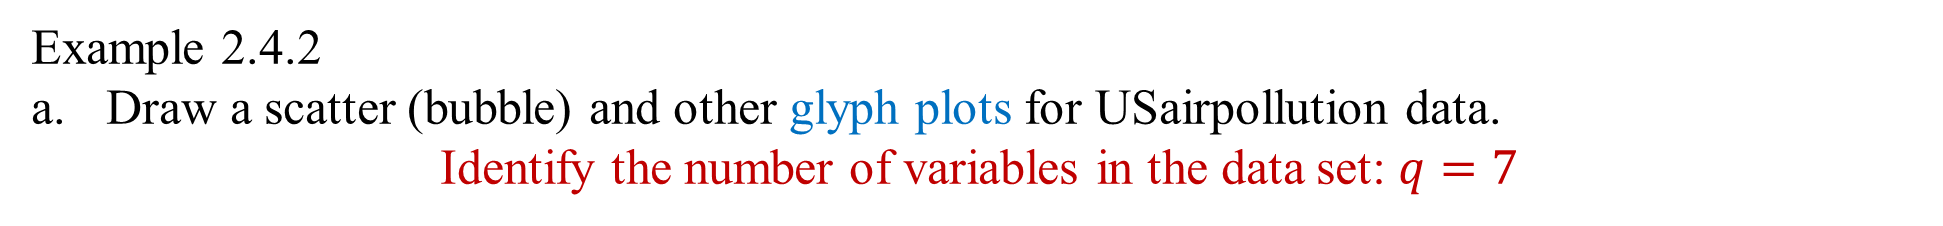 Example 2.4.2
a. Draw a scatter (bubble) and other glyph plots for USairpollution data.
Identify the number of variables in the data set: q = 7